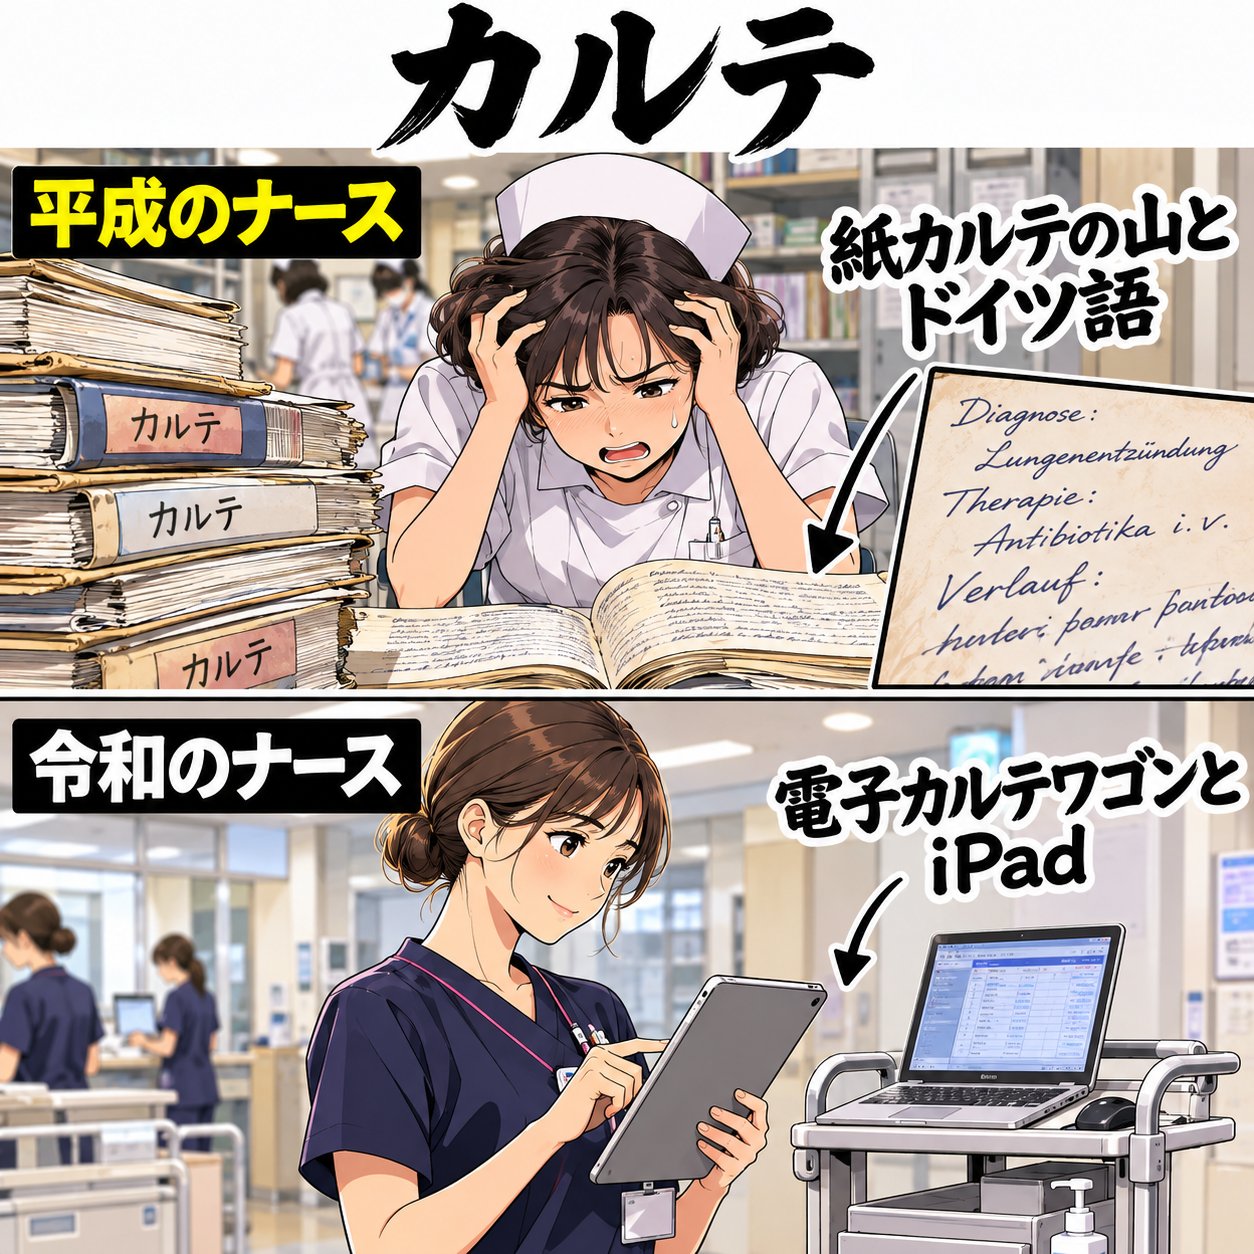 カルテ
平成のナース
紙カルテの山と
ドイツ語
カルテ
カルテ
カルテ
Diagnose:
Lungenentzündung
Therapie:
Antibiotika i.v.
Verlauf:
令和のナース
電子カルテワゴンと
iPad